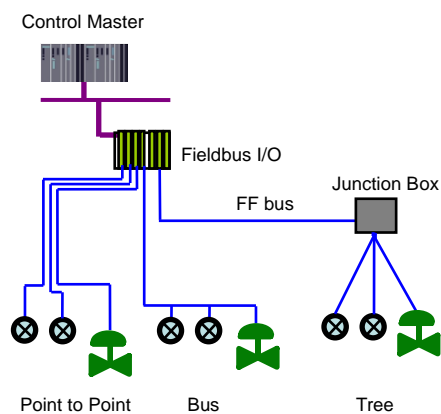 Control Master
Fieldbus I/O
Junction Box
FF bus
Point to Point
Bus
Tree